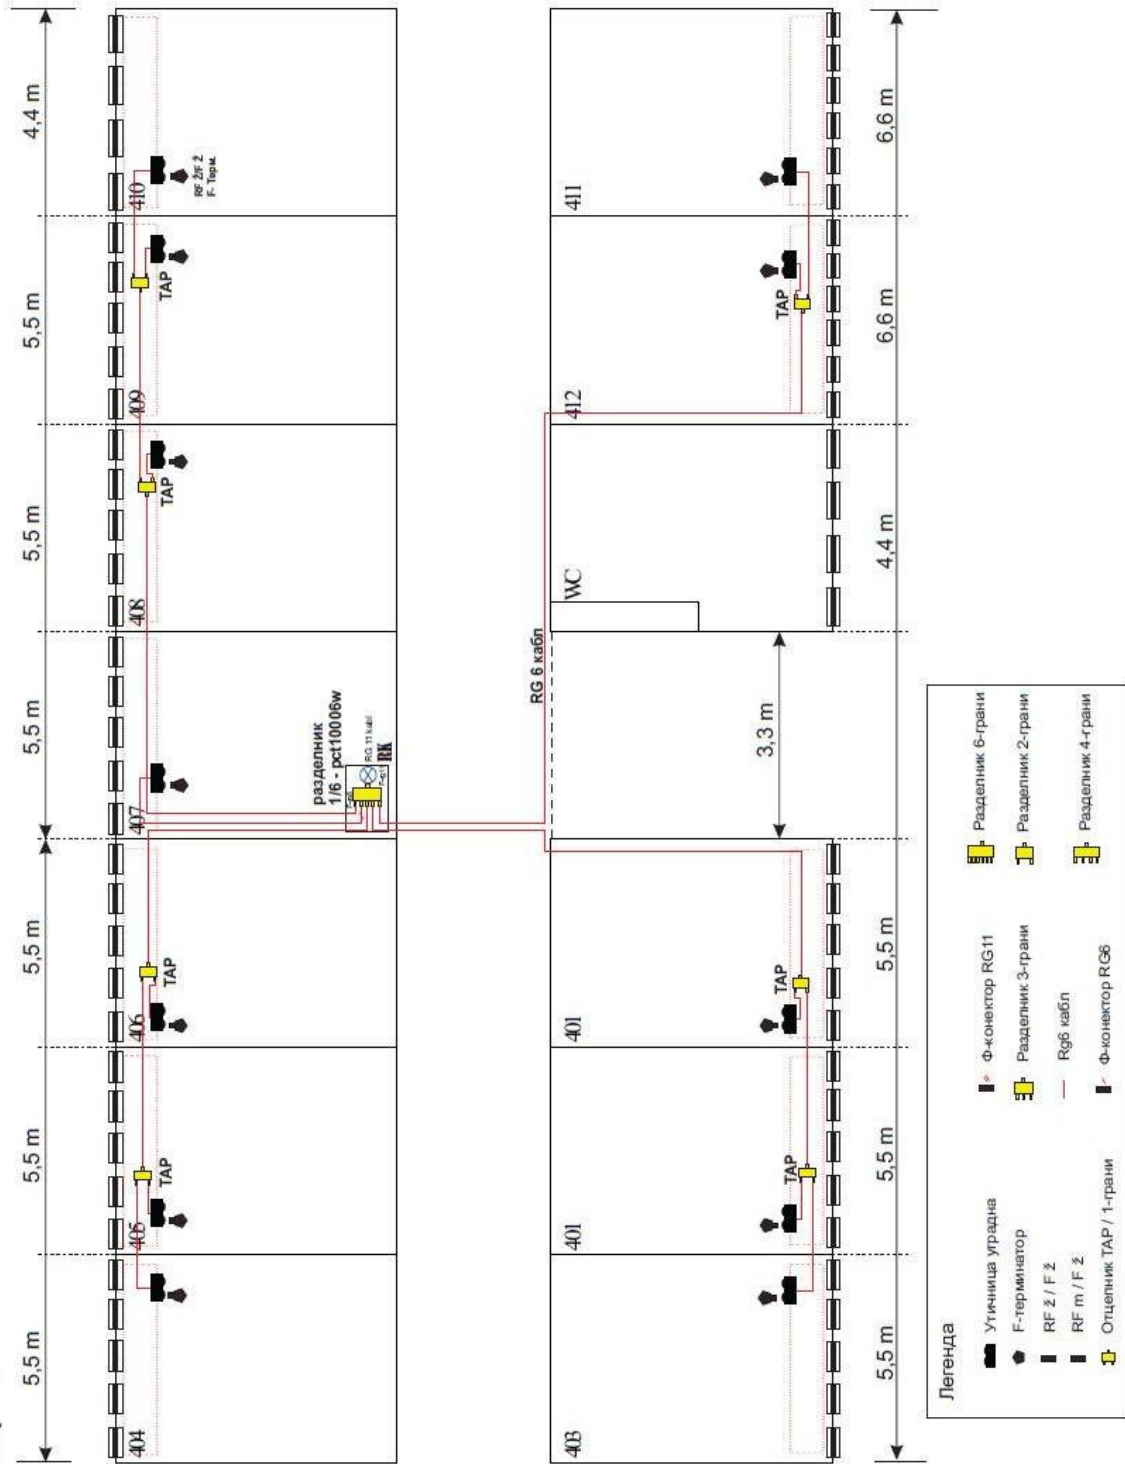 4,4 m
5,5 m
5,5 m
5,5 m
5,5 m
5,5 m
5,5 m
410
RF Ž/F Ž
F- Терм.
409
TAP
408
TAP
407
разделник
1/6 - pct10006w
RG 11 kabl
RK
406
TAP
405
TAP
404
411
412
TAP
WC
RG 6 кабл
3,3 m
401
TAP
401
TAP
403
6,6 m
6,6 m
4,4 m
5,5 m
5,5 m
5,5 m
Легенда
Утичница уградна
F-терминатор
RF Ž / F Ž
RF m / F Ž
Отцепник TAP / 1-грани
Ф-конектор RG11
Разделник 3-грани
Rg6 кабл
Ф-конектор RG6
Разделник 6-грани
Разделник 2-грани
Разделник 4-грани